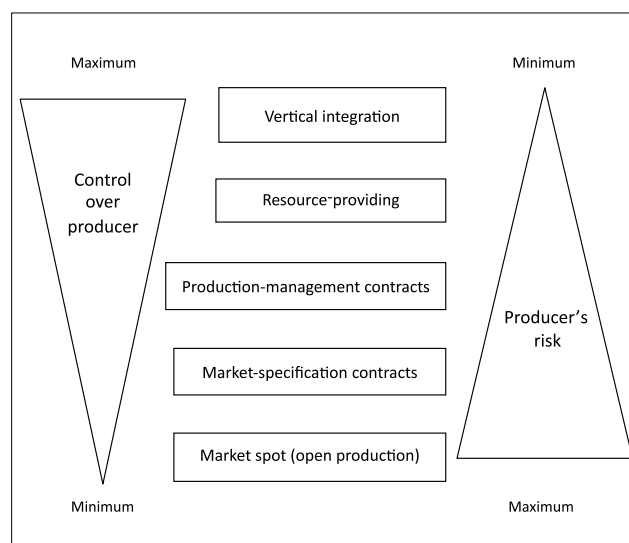 Maximum
Minimum
Vertical integration
Control
over
producer
Resource-providing
Production-management contracts
Producer's
risk
Market-specification contracts
Market spot (open production)
Minimum
Maximum